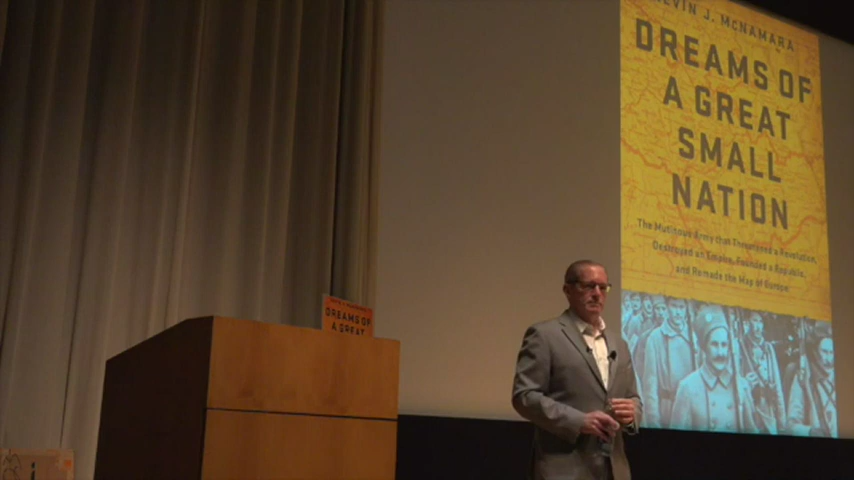 EVIN J. McNAMARA
DREAMS OF
A GREAT
SMALL
NATION
The Mutinous Army that Threatened a Revolution,
Destroyed an Empire, Founded a Republic,
and Remade the Map of Europe
DREAMS OF
A GREAT